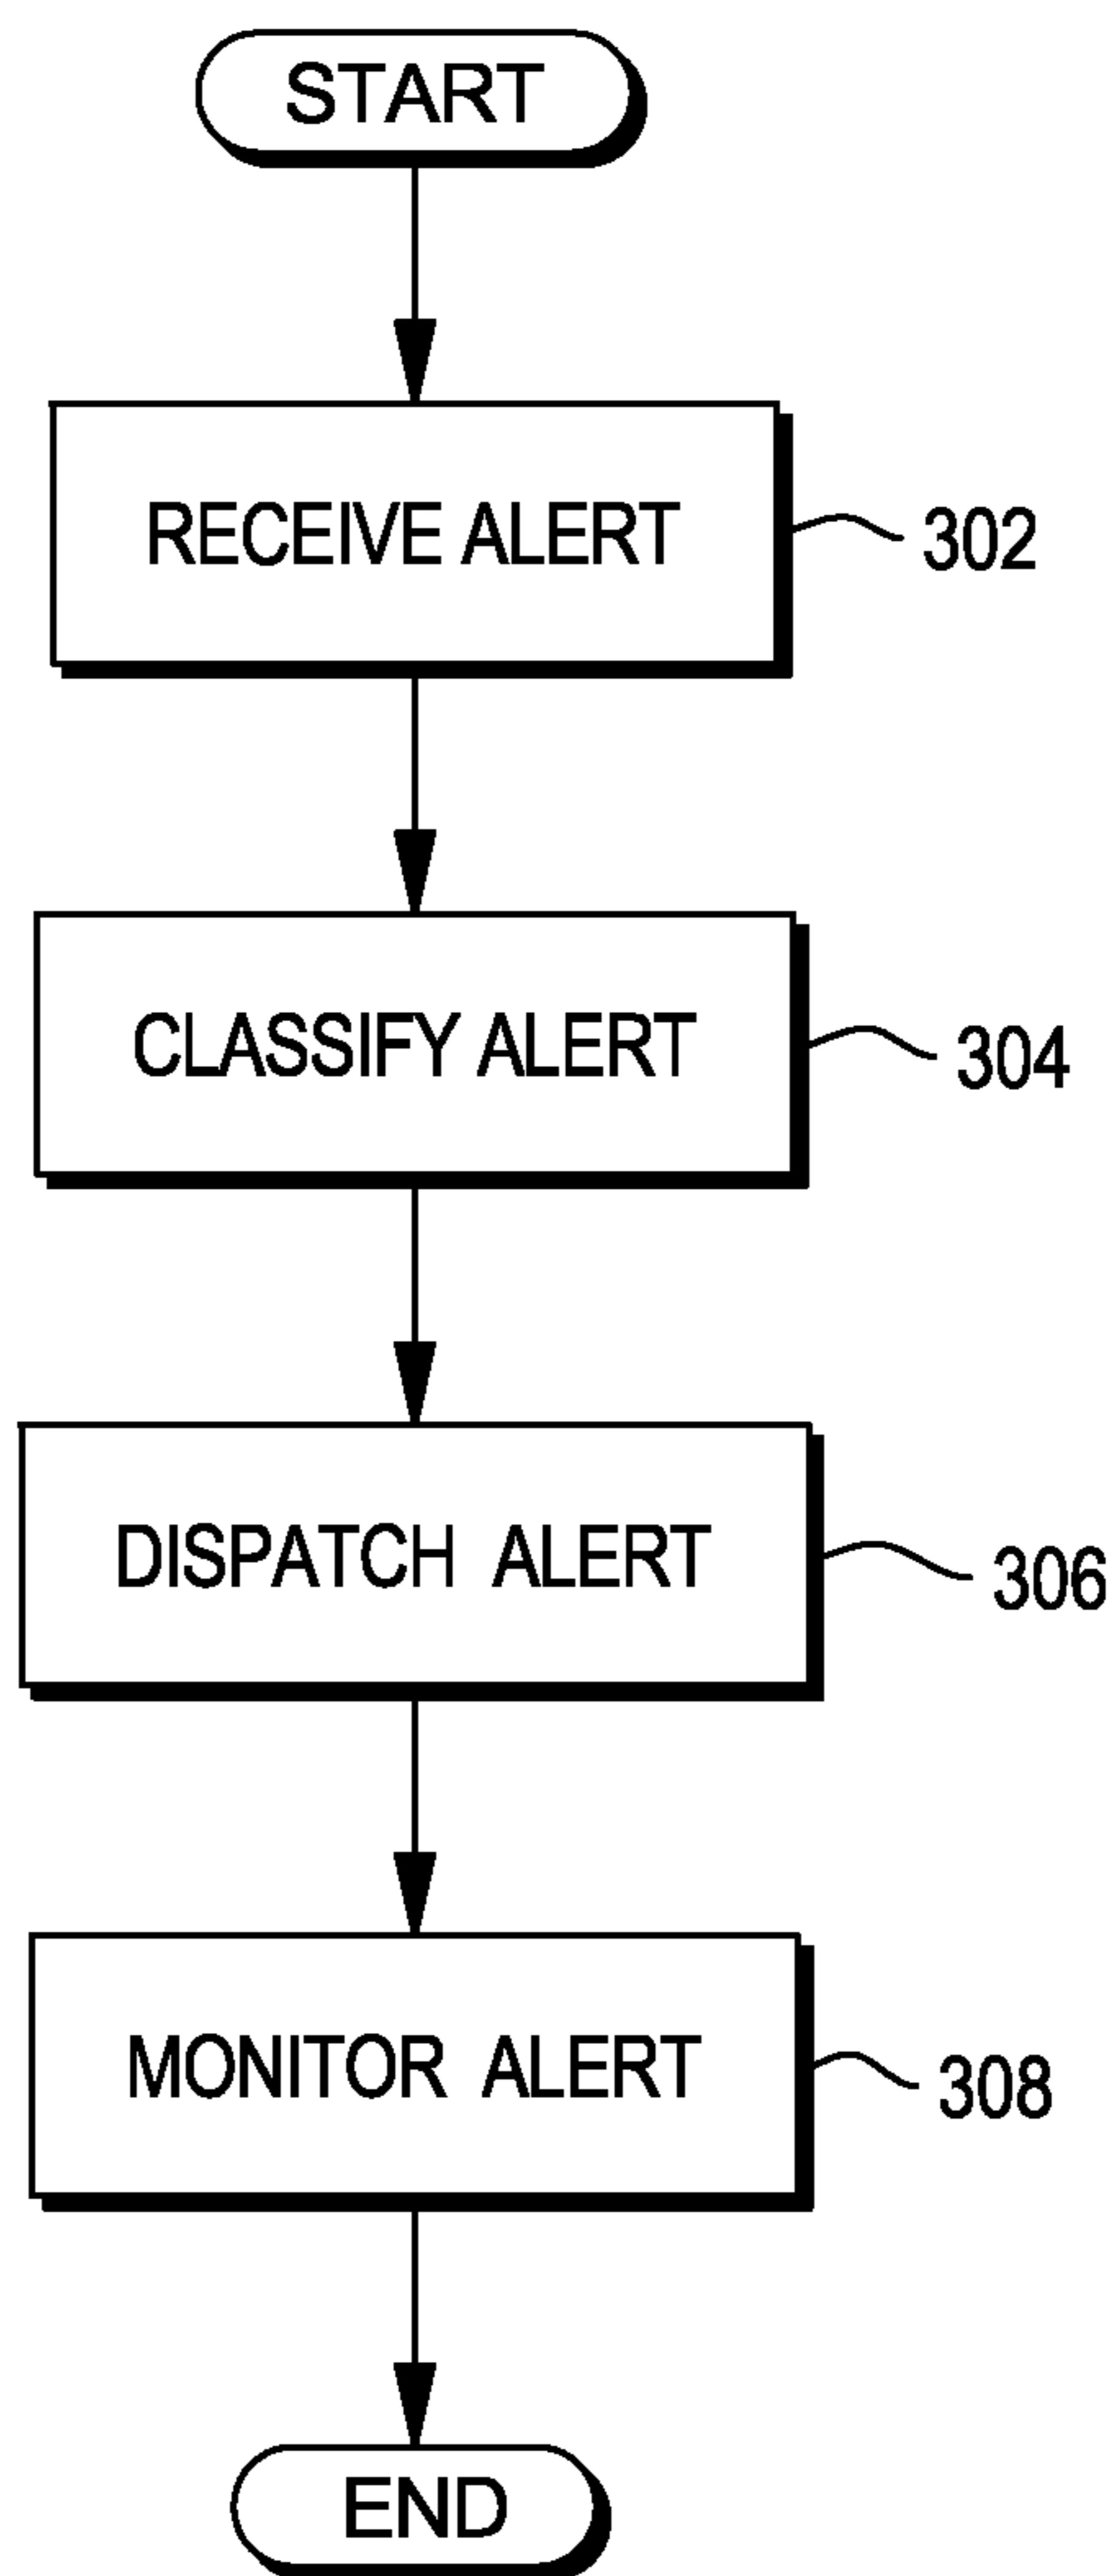 START
RECEIVE ALERT
302
CLASSIFY ALERT
304
DISPATCH ALERT
306
MONITOR ALERT
308
END